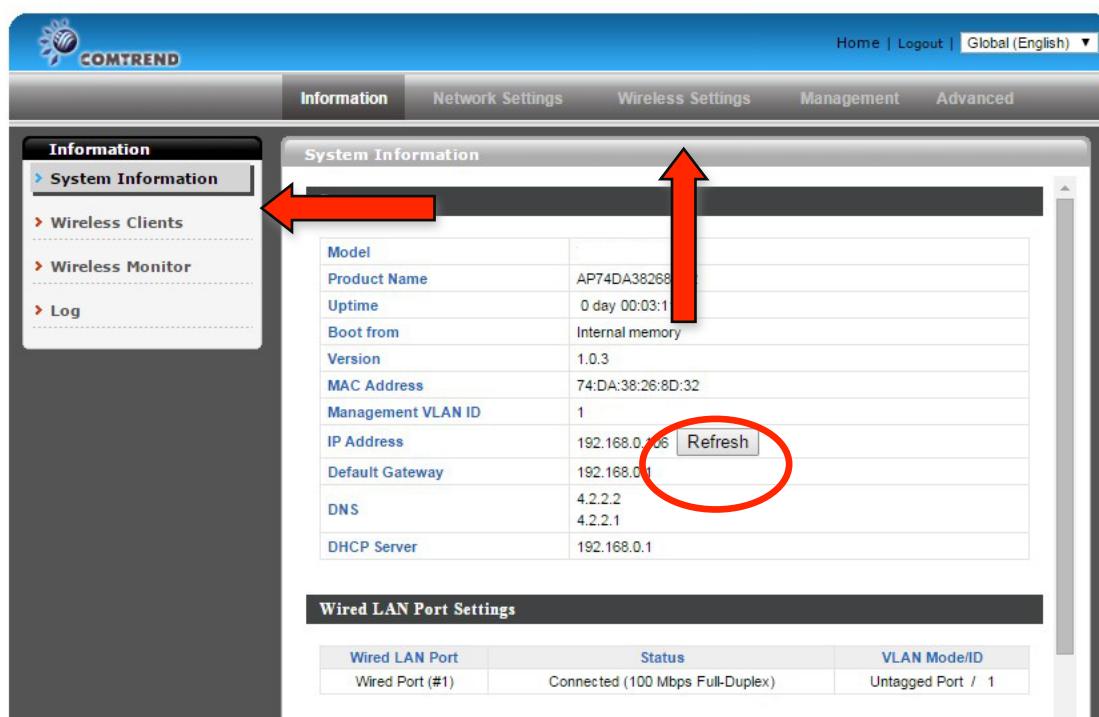 COMTREND
Home | Logout | Global (English)
Information Network Settings Wireless Settings Management Advanced
Information
System Information
Wireless Clients
Wireless Monitor
Log
System Information
Model
Product Name
Uptime 0 day
Boot from Internal memory
Version 1.0.3
MAC Address 74:DA:38:26:8D:32
Management VLAN ID 1
IP Address Refresh
Default Gateway 192.168.0.1
DNS 4.2.2.2
4.2.2.1
DHCP Server 192.168.0.1
Wired LAN Port Settings
Wired LAN Port Status VLAN Mode/ID
Wired Port (#1) Connected (100 Mbps Full-Duplex) Untagged Port / 1